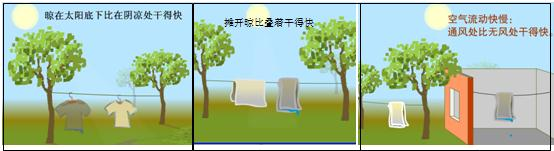 晾在太阳底下比在阴凉处干得快
摊开晾比叠着干得快
空气流动快慢:
通风处比无风处干得快